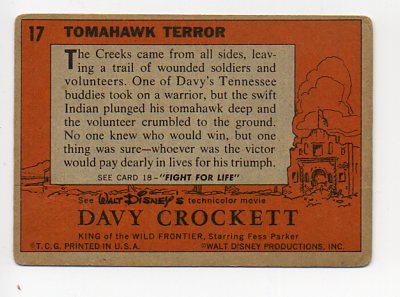 17 TOMAHAWK TERROR
The Creeks came from all sides, leav-
ing a trail of wounded soldiers and
volunteers. One of Davy's Tennessee
buddies took on a warrior, but the swift
Indian plunged his tomahawk deep and
the volunteer crumbled to the ground.
No one knew who would win, but one
thing was sure—whoever was the victor
would pay dearly in lives for his triumph.
SEE CARD 18–"FIGHT FOR LIFE"
See WALT DISNEY'S technicolor movie
DAVY CROCKETT
KING of the WILD FRONTIER, Starring Fess Parker
©T.C.G. PRINTED IN U.S.A. ©WALT DISNEY PRODUCTIONS, INC.